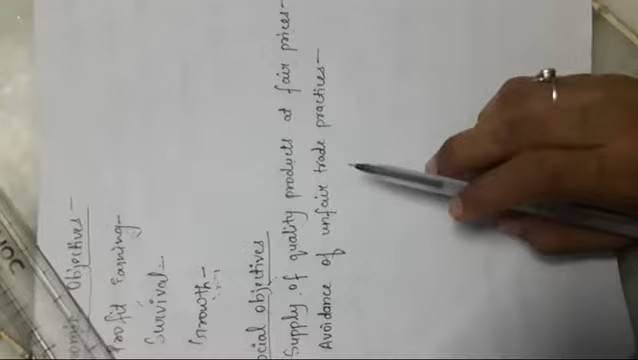 Objectives -
Profit Earning -
Survival -
Growth -
Social objectives
Supply of quality products at fair prices -
Avoidance of unfair trade practices -